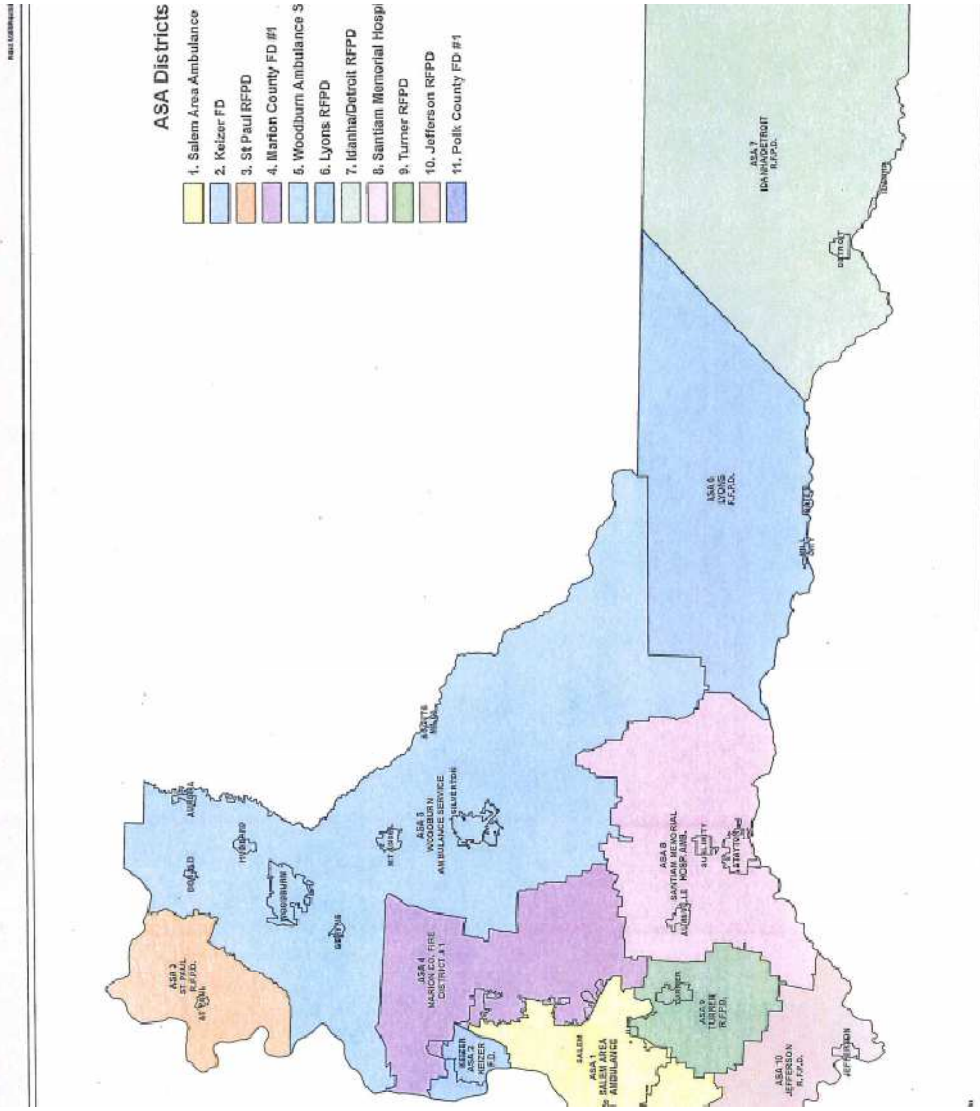 ASA Districts
1. Salem Area Ambulance
2. Keizer FD
3. St Paul RFPD
4. Marion County FD #1
5. Woodburn Ambulance S
6. Lyons RFPD
7. Idanha/Detroit RFPD
8. Santiam Memorial Hospi
9. Turner RFPD
10. Jefferson RFPD
11. Polk County FD #1
ASA 3
ST. PAUL
R.F.P.D.
ST PAUL
DONALD
AURORA
HUBBARD
WOODBURN
GERVAIS
MT ANGEL
SCOTTS
MILLS
ASA 5
WOODBURN
AMBULANCE SERVICE
SILVERTON
ASA 4
MARION CO. FIRE
DISTRICT #1
KEIZER
ASA 2
KEIZER
F.D.
SALEM
ASA 1
SALEM AREA
AMBULANCE
ASA 8
SANTIAM MEMORIAL
HOSP. AMB.
AUMSVILLE
SUBLIMITY
STAYTON
TURNER
ASA 9
TURNER
R.F.P.D.
ASA 10
JEFFERSON
R.F.P.D.
JEFFERSON
ASA 6
LYONS
R.F.P.D.
MILL
CITY
GATES
ASA 7
IDANHA/DETROIT
R.F.P.D.
DETROIT
IDANHA